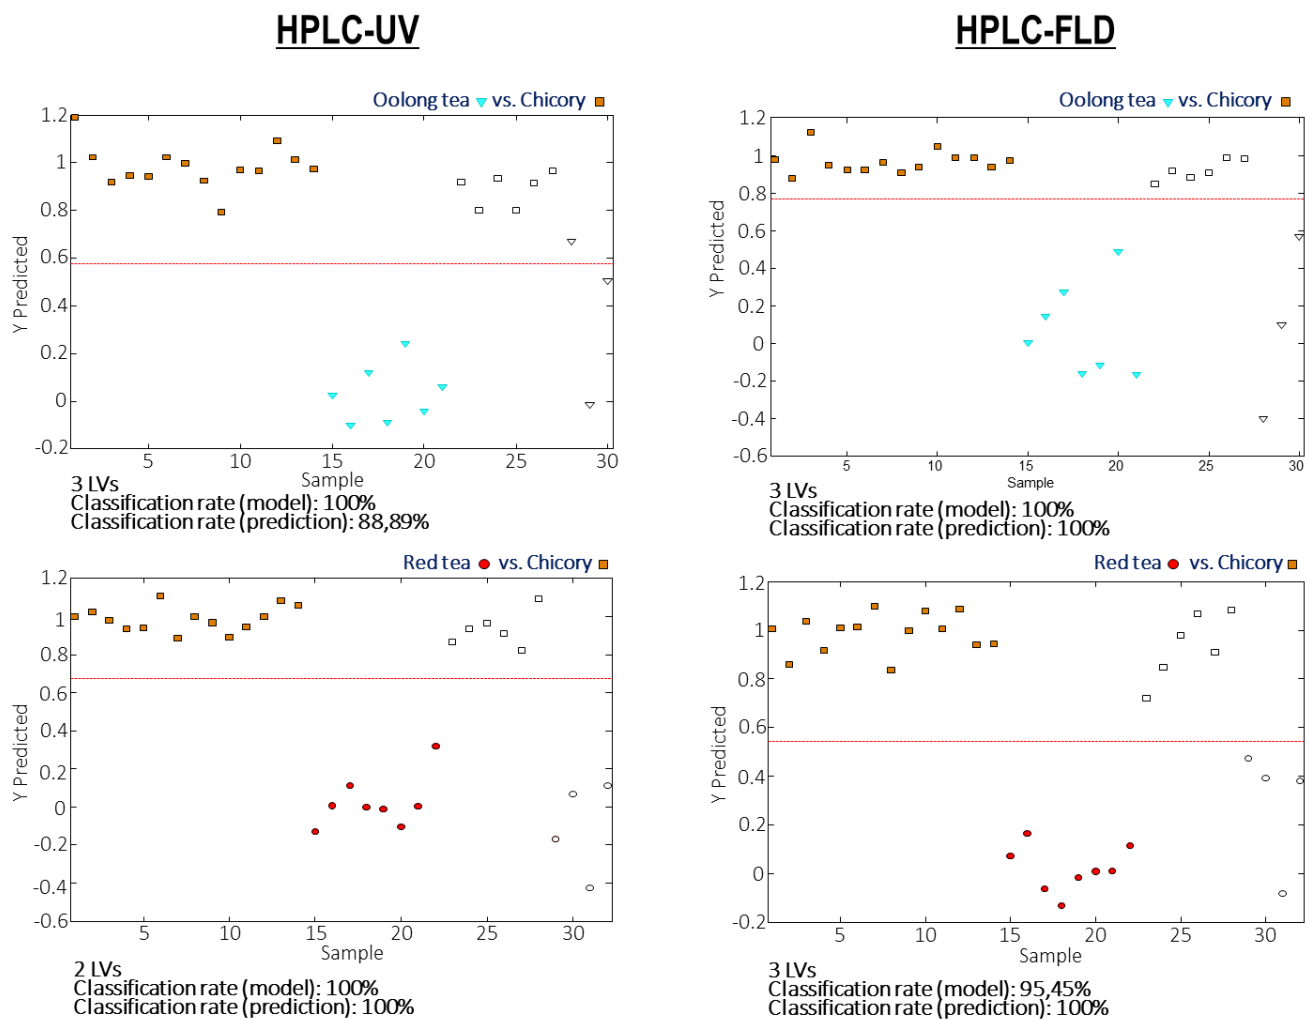 HPLC-UV
HPLC-FLD
Oolong tea vs. Chicory
1.2
1
0.8
0.6
0.4
0.2
0
-0.2
Y Predicted
5 10 15 20 25 30
Sample
3 LVs
Classification rate (model): 100%
Classification rate (prediction): 88,89%
Oolong tea vs. Chicory
1.2
1
0.8
0.6
0.4
0.2
0
-0.2
-0.4
-0.6
Y Predicted
5 10 15 20 25 30
Sample
3 LVs
Classification rate (model): 100%
Classification rate (prediction): 100%
Red tea vs. Chicory
1.2
1
0.8
0.6
0.4
0.2
0
-0.2
-0.4
-0.6
Y Predicted
5 10 15 20 25 30
Sample
2 LVs
Classification rate (model): 100%
Classification rate (prediction): 100%
Red tea vs. Chicory
1.2
1
0.8
0.6
0.4
0.2
0
-0.2
Y Predicted
5 10 15 20 25 30
Sample
3 LVs
Classification rate (model): 95,45%
Classification rate (prediction): 100%